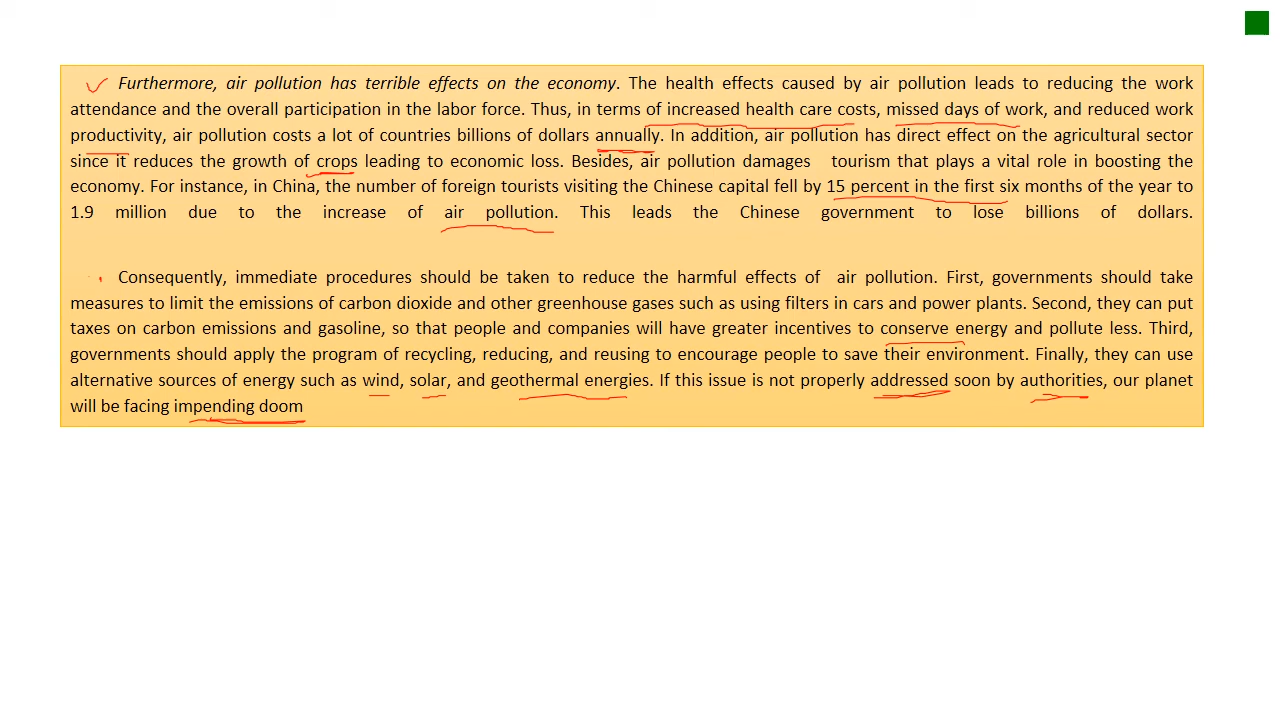 Furthermore, air pollution has terrible effects on the economy. The health effects caused by air pollution leads to reducing the work
attendance and the overall participation in the labor force. Thus, in terms of increased health care costs, missed days of work, and reduced work
productivity, air pollution costs a lot of countries billions of dollars annually. In addition, air pollution has direct effect on the agricultural sector
since it reduces the growth of crops leading to economic loss. Besides, air pollution damages tourism that plays a vital role in boosting the
economy. For instance, in China, the number of foreign tourists visiting the Chinese capital fell by 15 percent in the first six months of the year to
1.9 million due to the increase of air pollution. This leads the Chinese government to lose billions of dollars.
Consequently, immediate procedures should be taken to reduce the harmful effects of air pollution. First, governments should take
measures to limit the emissions of carbon dioxide and other greenhouse gases such as using filters in cars and power plants. Second, they can put
taxes on carbon emissions and gasoline, so that people and companies will have greater incentives to conserve energy and pollute less. Third,
governments should apply the program of recycling, reducing, and reusing to encourage people to save their environment. Finally, they can use
alternative sources of energy such as wind, solar, and geothermal energies. If this issue is not properly addressed soon by authorities, our planet
will be facing impending doom